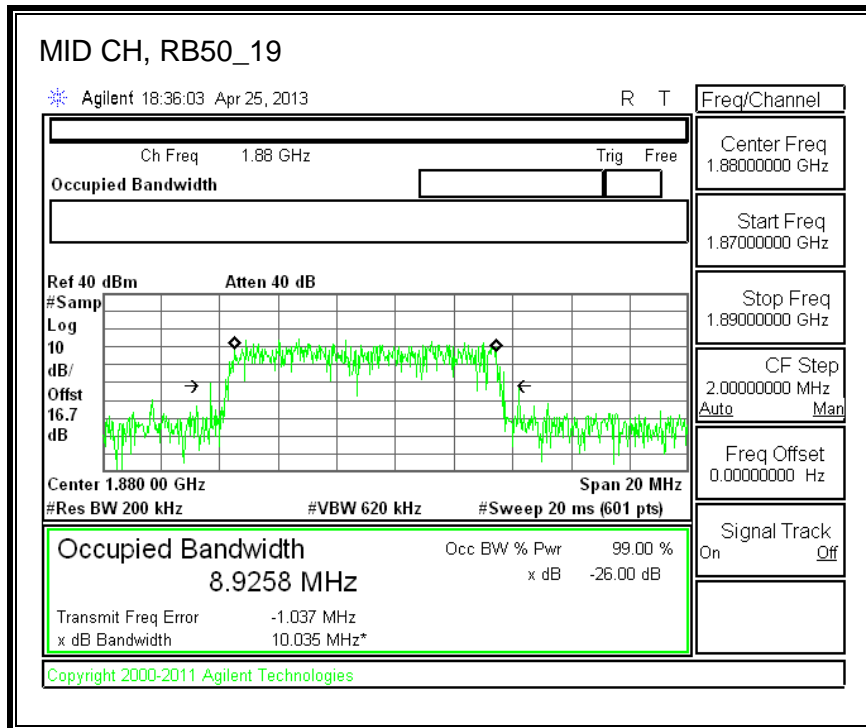 MID CH, RB50_19
Agilent 18:36:03 Apr 25, 2013 R T
Freq/Channel
Ch Freq 1.88 GHz Trig Free
Occupied Bandwidth
Center Freq
1.88000000 GHz
Start Freq
1.87000000 GHz
Stop Freq
1.89000000 GHz
CF Step
2.00000000 MHz
Auto Man
Freq Offset
0.00000000 Hz
Signal Track
On Off
Ref 40 dBm Atten 40 dB
#Samp
Log
10
dB/
Offst
16.7
dB
Center 1.880 00 GHz Span 20 MHz
#Res BW 200 kHz #VBW 620 kHz #Sweep 20 ms (601 pts)
Occupied Bandwidth Occ BW % Pwr 99.00 %
8.9258 MHz x dB -26.00 dB
Transmit Freq Error -1.037 MHz
x dB Bandwidth 10.035 MHz*
Copyright 2000-2011 Agilent Technologies